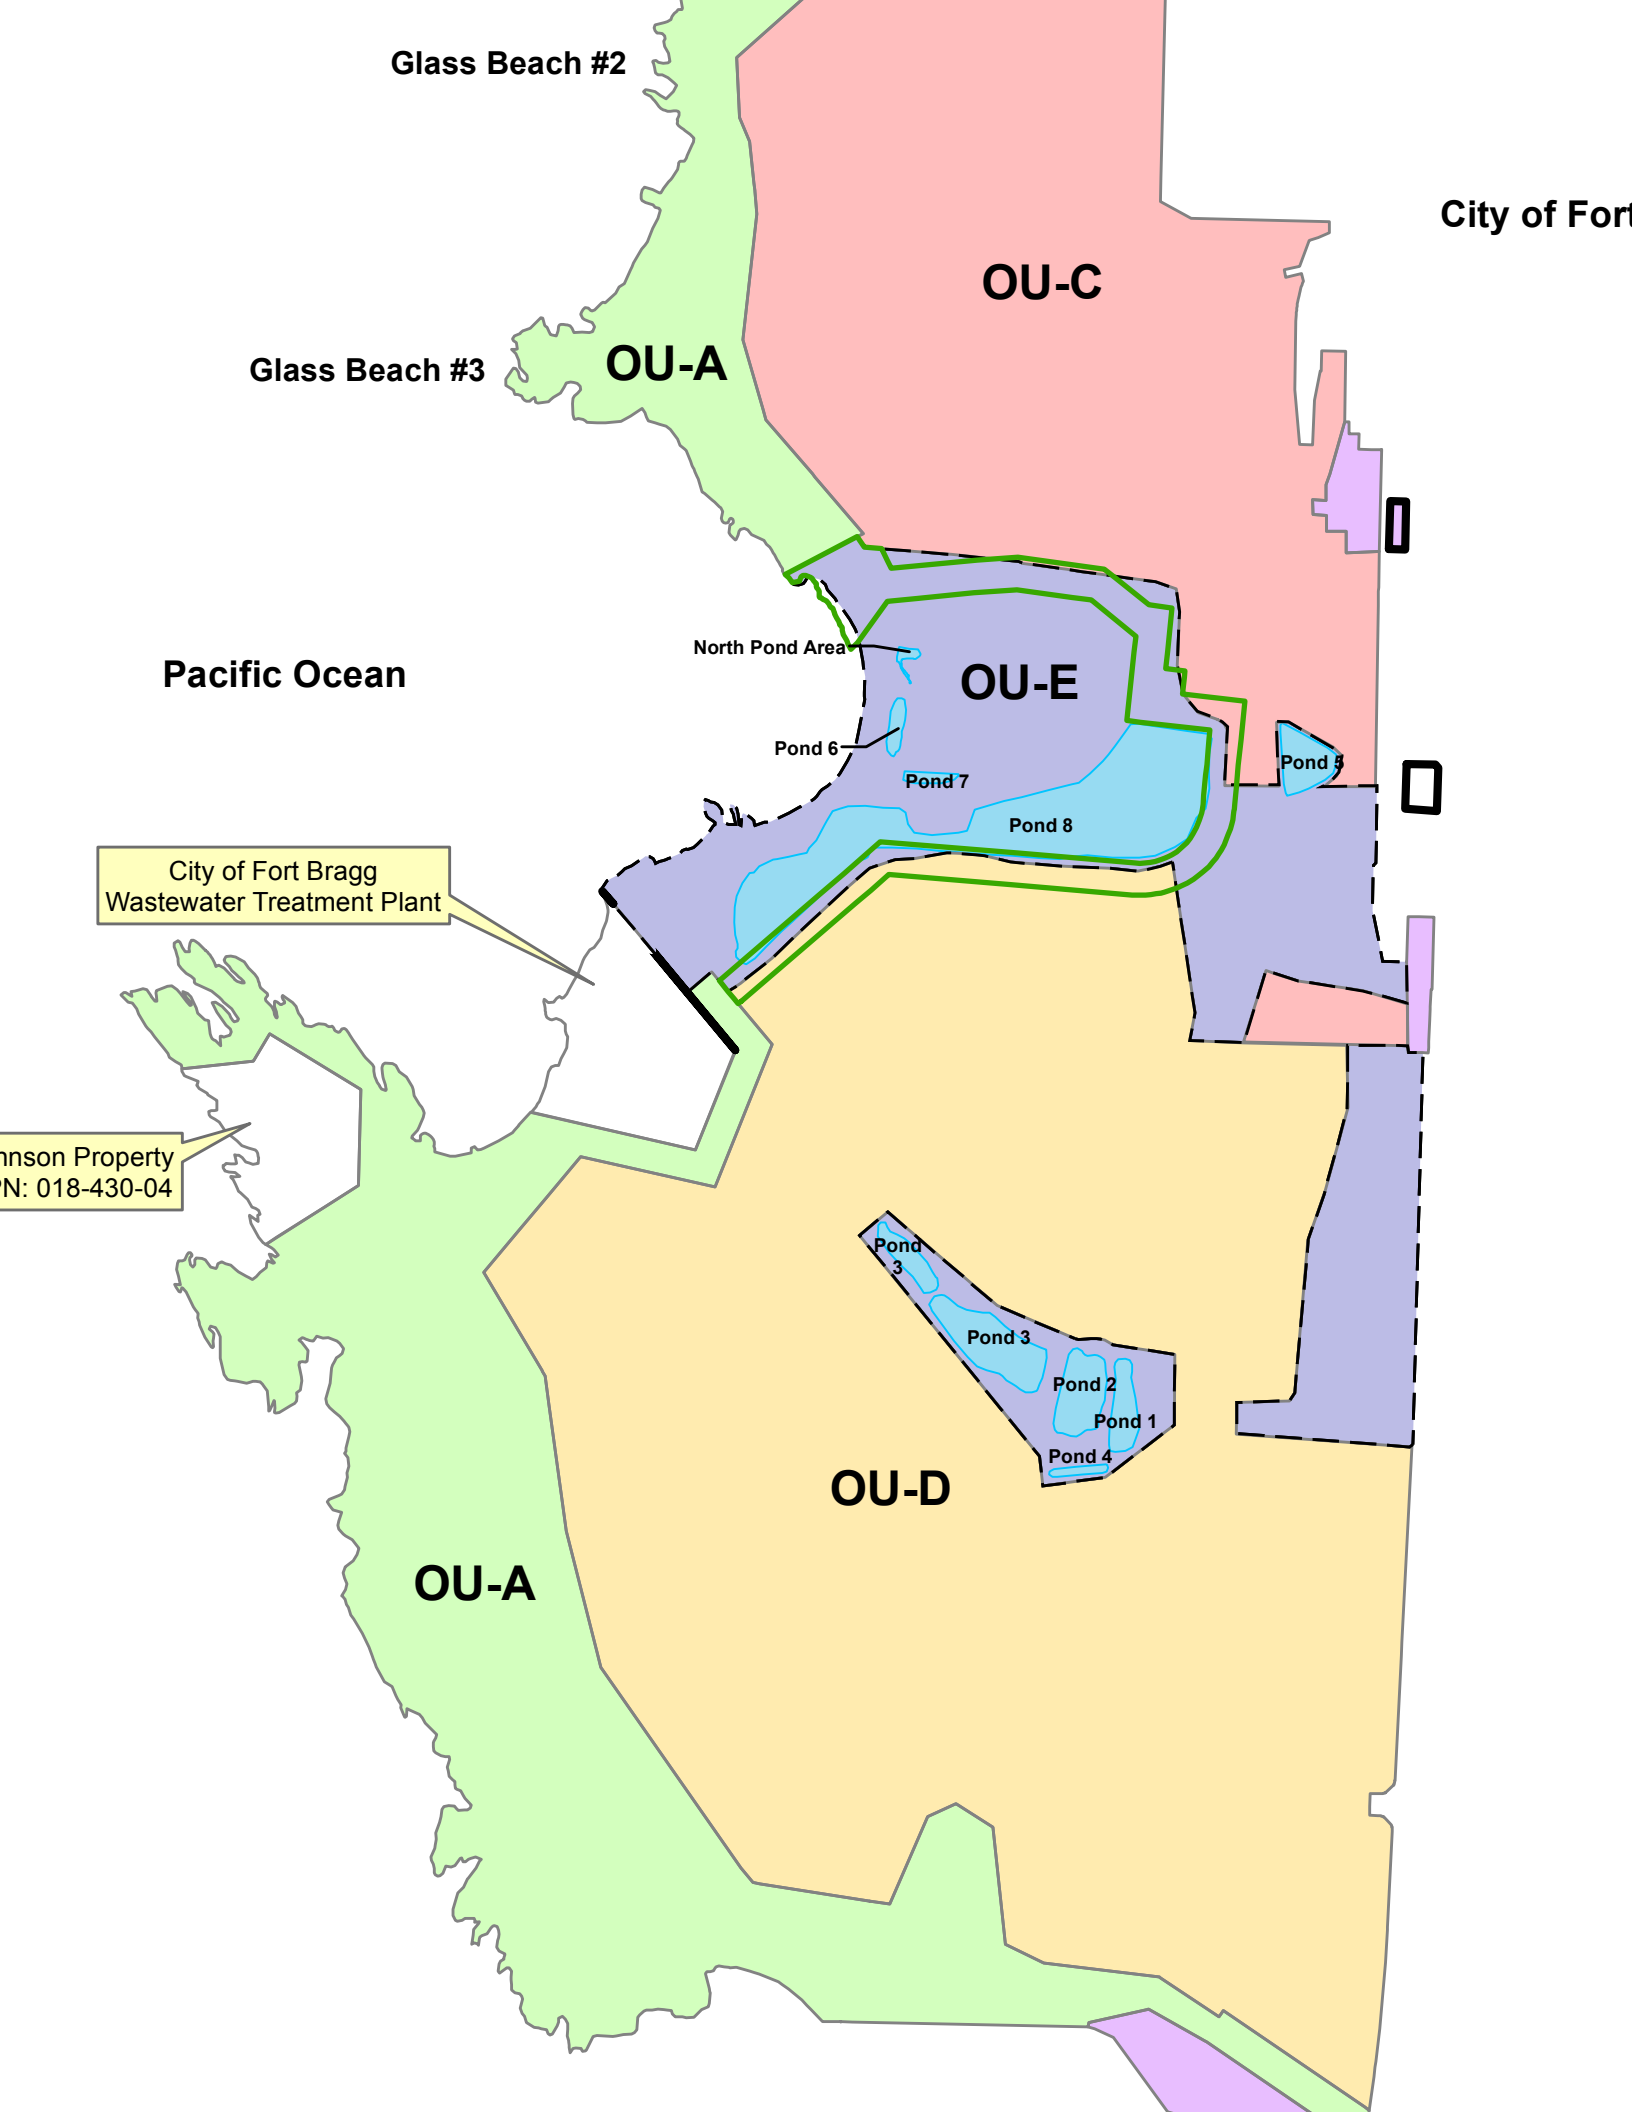 Glass Beach #2
City of Fort
OU-C
OU-A
Glass Beach #3
North Pond Area
Pacific Ocean
OU-E
Pond 6
Pond 5
Pond 7
Pond 8
City of Fort Bragg
Wastewater Treatment Plant
hnson Property
PN: 018-430-04
Pond
3
Pond 3
Pond 2
Pond 1
Pond 4
OU-D
OU-A